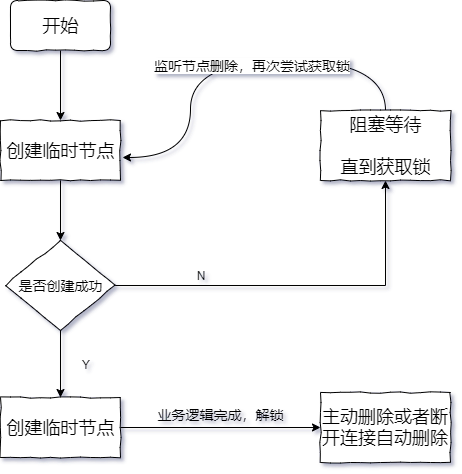 开始
监听节点删除，再次尝试获取锁
创建临时节点
阻塞等待
直到获取锁
是否创建成功
N
Y
创建临时节点
业务逻辑完成，解锁
主动删除或者断
开连接自动删除